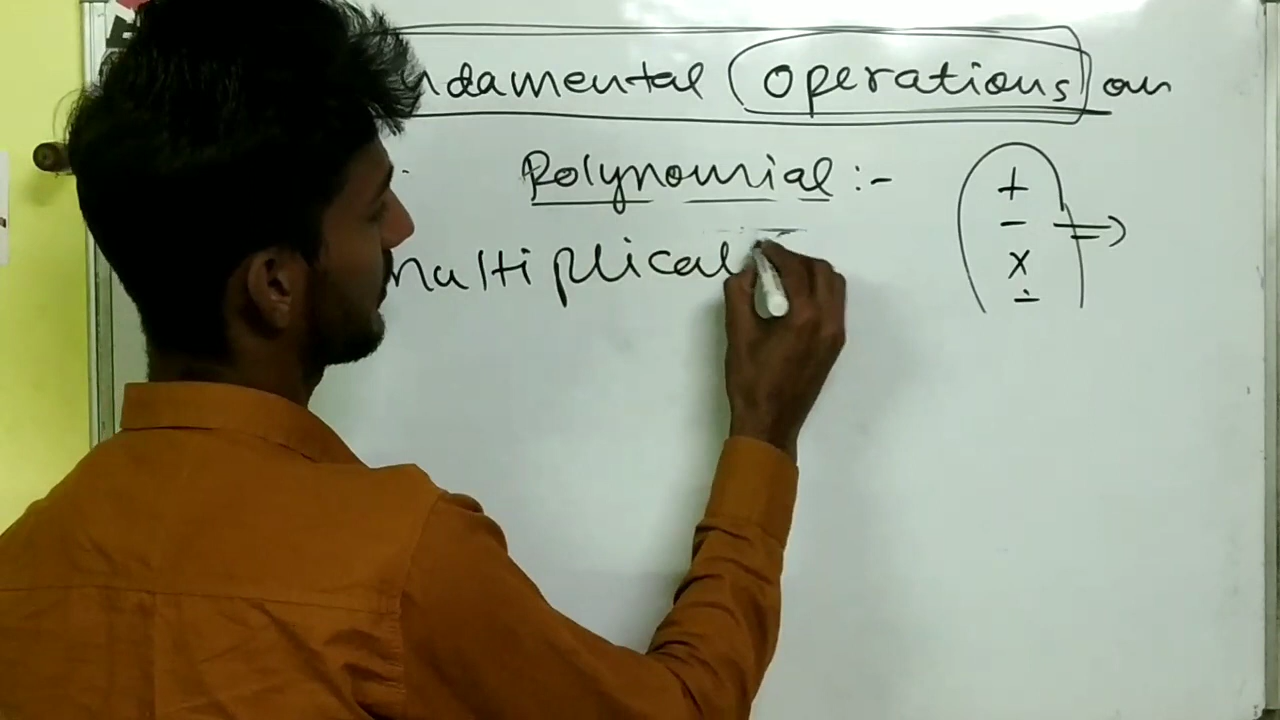 ndamental operations on
Polynomial :-
+
-
multiplicat
×
÷